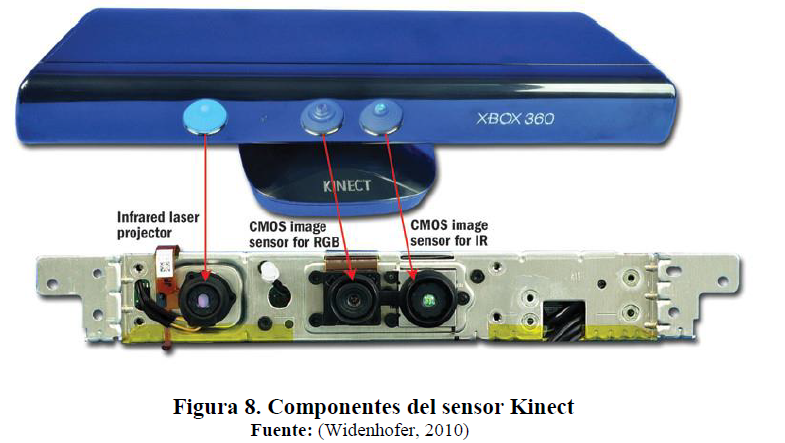 XBOX 360
KINECT
Infrared laser
projector
CMOS image
sensor for RGB
CMOS image
sensor for IR
Figura 8. Componentes del sensor Kinect
Fuente: (Widenhofer, 2010)